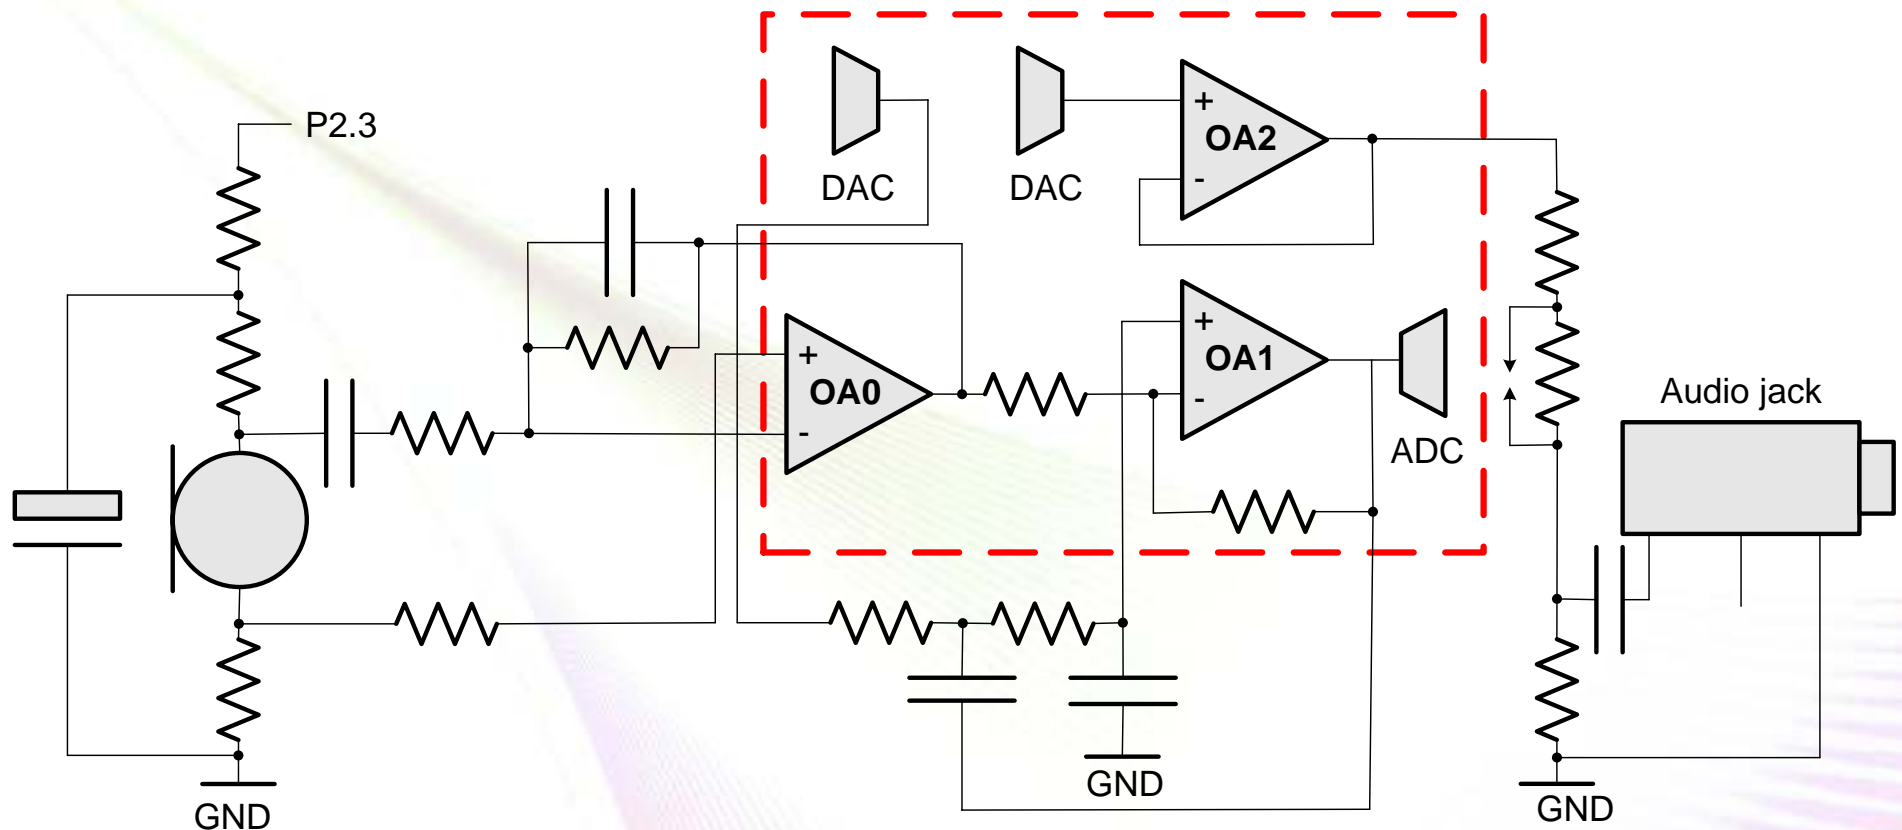 P2.3
DAC
DAC
+
OA2
-
+
OA0
-
+
OA1
-
ADC
Audio jack
GND
GND
GND